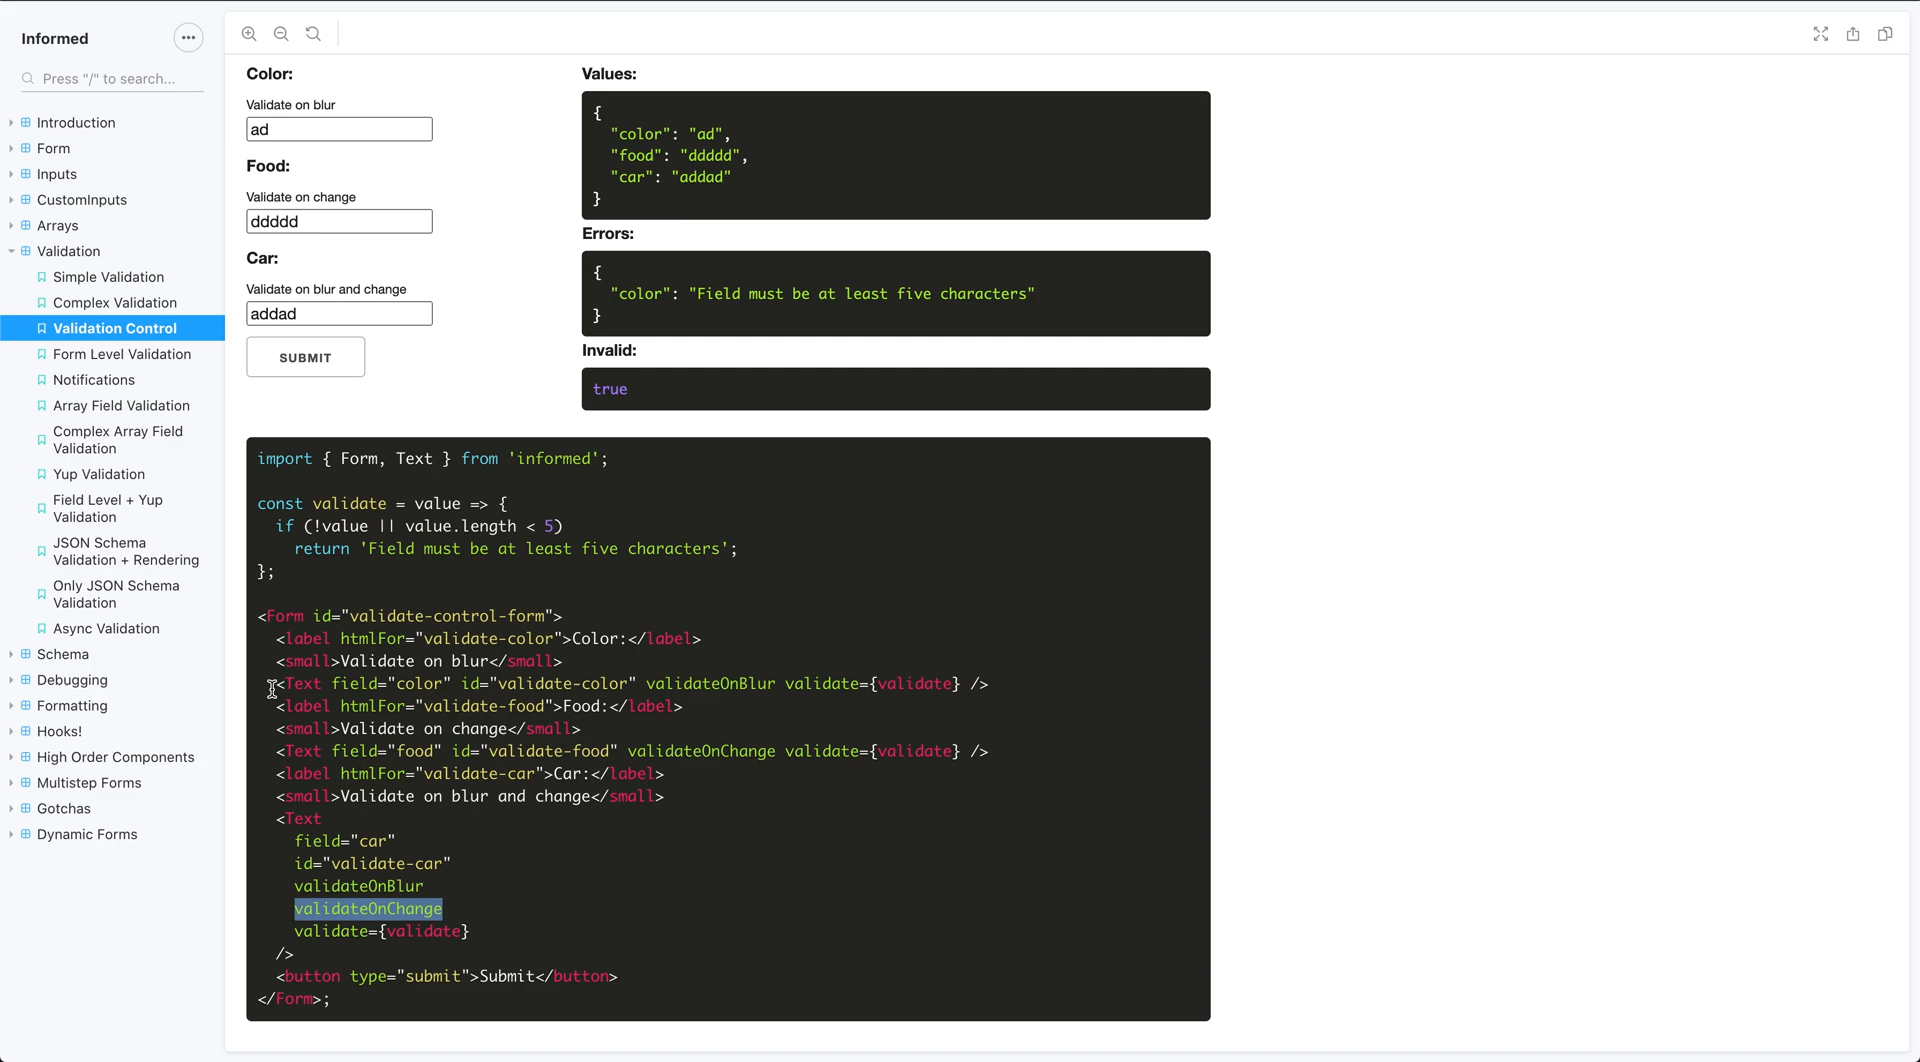 Informed
Press "/" to search...
Introduction
Form
Inputs
CustomInputs
Arrays
Validation
Simple Validation
Complex Validation
Validation Control
Form Level Validation
Notifications
Array Field Validation
Complex Array Field
Validation
Yup Validation
Field Level + Yup
Validation
JSON Schema
Validation + Rendering
Only JSON Schema
Validation
Async Validation
Schema
Debugging
Formatting
Hooks!
High Order Components
Multistep Forms
Gotchas
Dynamic Forms
Color:
Validate on blur
ad
Food:
Validate on change
ddddd
Car:
Validate on blur and change
addad
SUBMIT
Values:
{
"color": "ad",
"food": "ddddd",
"car": "addad"
}
Errors:
{
"color": "Field must be at least five characters"
}
Invalid:
true
import { Form, Text } from 'informed';
const validate = value => {
if (!value || value.length < 5)
return 'Field must be at least five characters';
};
<Form id="validate-control-form">
<label htmlFor="validate-color">Color:</label>
<small>Validate on blur</small>
<Text field="color" id="validate-color" validateOnBlur validate={validate} />
<label htmlFor="validate-food">Food:</label>
<small>Validate on change</small>
<Text field="food" id="validate-food" validateOnChange validate={validate} />
<label htmlFor="validate-car">Car:</label>
<small>Validate on blur and change</small>
<Text
field="car"
id="validate-car"
validateOnBlur
validateOnChange
validate={validate}
/>
<button type="submit">Submit</button>
</Form>;